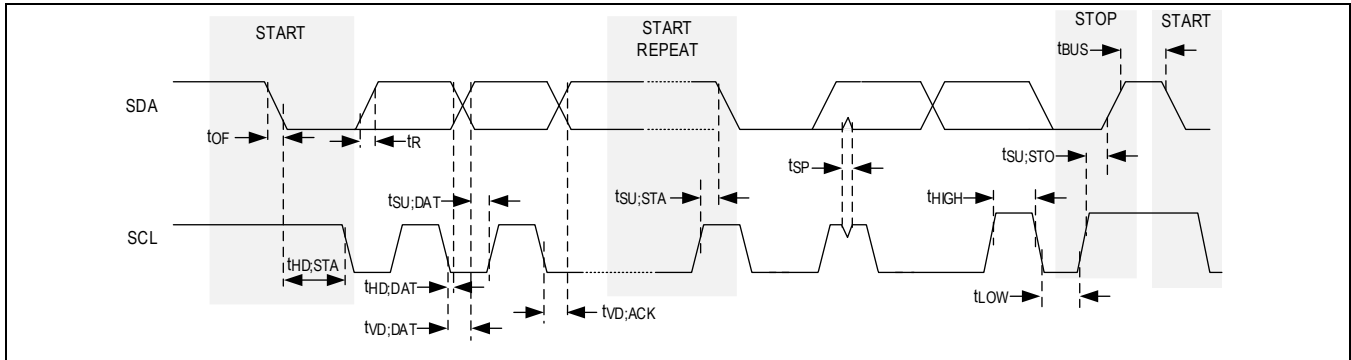 START
START
REPEAT
STOP
START
tBUS
SDA
tOF
tR
tSP
tSU;STO
tSU;DAT
tSU;STA
tHIGH
SCL
tHD;STA
tHD;DAT
tVD;ACK
tLOW
tVD;DAT